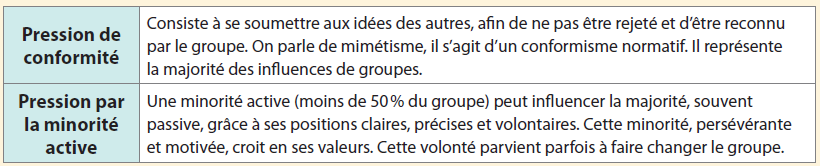 Pression de
conformité
Consiste à se soumettre aux idées des autres, afin de ne pas être rejeté et d'être reconnu
par le groupe. On parle de mimétisme, il s'agit d'un conformisme normatif. Il représente
la majorité des influences de groupes.
Pression par
la minorité
active
Une minorité active (moins de 50 % du groupe) peut influencer la majorité, souvent
passive, grâce à ses positions claires, précises et volontaires. Cette minorité, persévérante
et motivée, croit en ses valeurs. Cette volonté parvient parfois à faire changer le groupe.